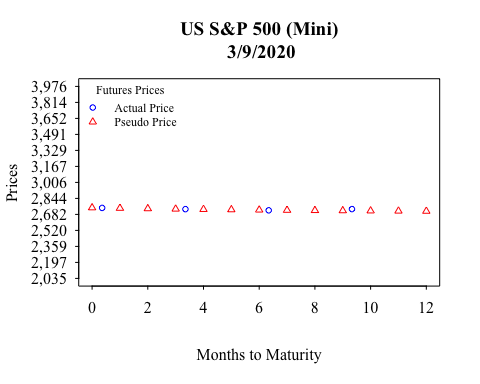 US S&P 500 (Mini)
3/9/2020
Futures Prices
Actual Price
Pseudo Price
Prices
3,976
3,814
3,652
3,491
3,329
3,167
3,006
2,844
2,682
2,520
2,359
2,197
2,035
0 2 4 6 8 10 12
Months to Maturity